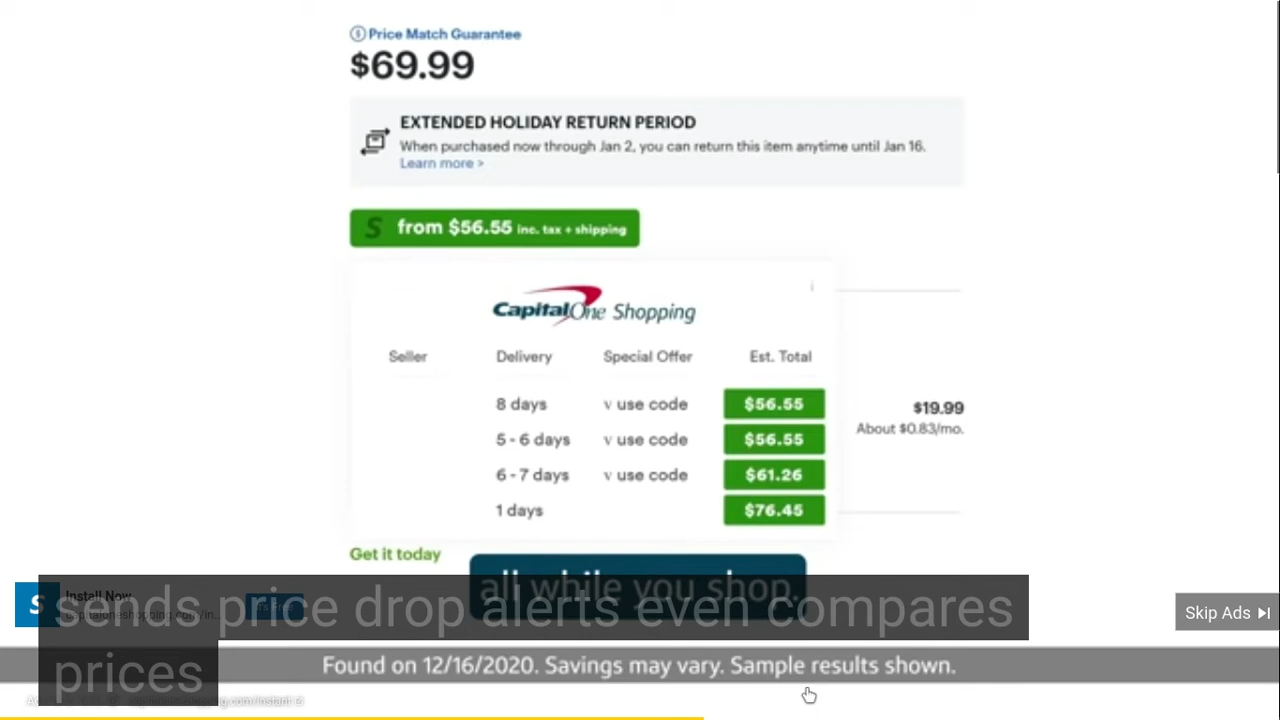 Price Match Guarantee
$69.99
EXTENDED HOLIDAY RETURN PERIOD
When purchased now through Jan 2, you can return this item anytime until Jan 16.
Learn more >
S from $56.55 inc. tax + shipping
CapitalOne Shopping
Seller Delivery Special Offer Est. Total
8 days v use code $56.55
5 - 6 days v use code $56.55
6 - 7 days v use code $61.26
1 days $76.45
$19.99
About $0.83/mo.
Get it today
all while you shop.
Install Now
capitaloneshopping.com/in...
sends price drop alerts even compares
prices
Skip Ads
Found on 12/16/2020. Savings may vary. Sample results shown.